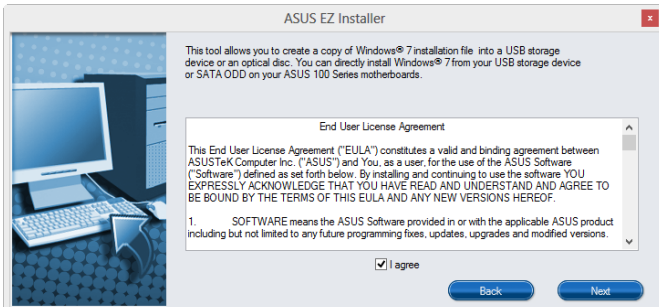 ASUS EZ Installer
x
This tool allows you to create a copy of Windows® 7 installation file into a USB storage
device or an optical disc. You can directly install Windows® 7 from your USB storage device
or SATA ODD on your ASUS 100 Series motherboards.
End User License Agreement
This End User License Agreement ("EULA") constitutes a valid and binding agreement between
ASUSTeK Computer Inc. ("ASUS") and You, as a user, for the use of the ASUS Software
("Software") defined as set forth below. By installing and continuing to use the software YOU
EXPRESSLY ACKNOWLEDGE THAT YOU HAVE READ AND UNDERSTAND AND AGREE TO
BE BOUND BY THE TERMS OF THIS EULA AND ANY NEW VERSIONS HEREOF.
1. SOFTWARE means the ASUS Software provided in or with the applicable ASUS product
including but not limited to any future programming fixes, updates, upgrades and modified versions.
I agree
Back Next